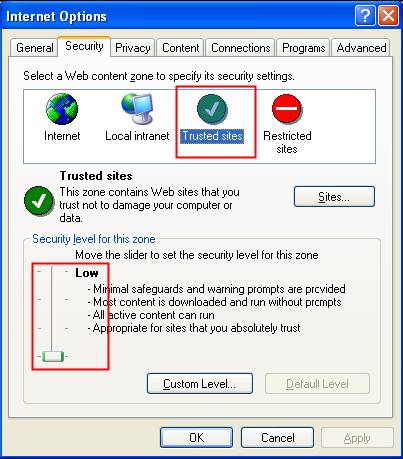 Internet Options
General Security Privacy Content Connections Programs Advanced
Select a Web content zone to specify its security settings.
Internet Local intranet Trusted sites Restricted
sites
Trusted sites
This zone contains Web sites that you
trust not to damage your computer or
data.
Sites...
Security level for this zone
Move the slider to set the security level for this zone
Low
- Minimal safeguards and warning prompts are provided
- Most content is downloaded and run without prompts
- All active content can run
- Appropriate for sites that you absolutely trust
Custom Level... Default Level
OK Cancel Apply